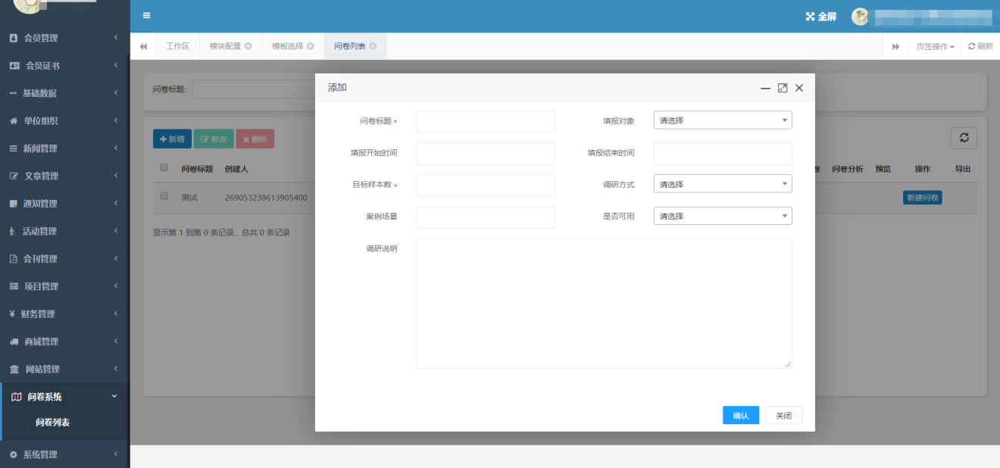 全屏
会员管理
会员证书
基础数据
单位组织
新闻管理
文章管理
通知管理
活动管理
会刊管理
项目管理
财务管理
商城管理
网站管理
问卷系统
问卷列表
系统管理
工作区 模块配置 模板选择 问卷列表 页签操作 刷新
问卷标题:
新增 修改 删除
问卷标题 创建人 卷 问卷分析 预览 操作 导出
测试 269053238613905400 新建问卷
显示第 1 到第 0 条记录，总共 0 条记录
添加
问卷标题* 填报对象 请选择
填报开始时间 填报结束时间
目标样本数* 调研方式 请选择
案例场景 是否可用 请选择
调研说明
确认 关闭